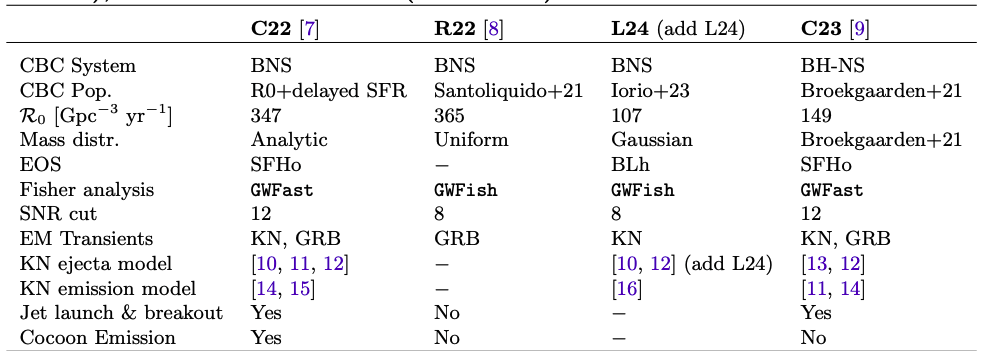 C22 [7] R22 [8] L24 (add L24) C23 [9]
CBC System BNS BNS BNS BH-NS
CBC Pop. R0+delayed SFR Santoliquido+21 Iorio+23 Broekgaarden+21
R₀ [Gpc⁻³ yr⁻¹] 347 365 107 149
Mass distr. Analytic Uniform Gaussian Broekgaarden+21
EOS SFHo − BLh SFHo
Fisher analysis GWFast GWFish GWFish GWFast
SNR cut 12 8 8 12
EM Transients KN, GRB GRB KN KN, GRB
KN ejecta model [10, 11, 12] − [10, 12] (add L24) [13, 12]
KN emission model [14, 15] − [16] [11, 14]
Jet launch & breakout Yes No − Yes
Cocoon Emission Yes No − No